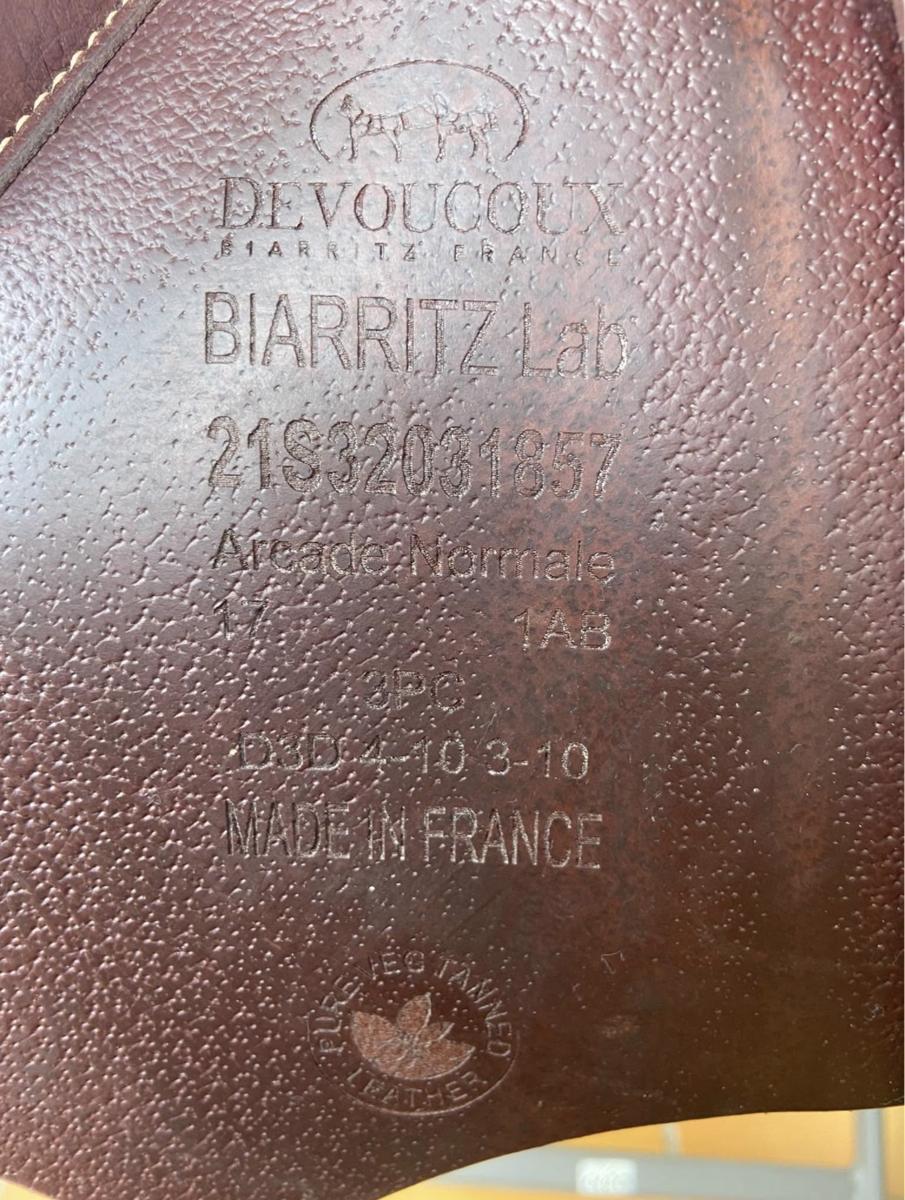 DEVOUCOUX
BIARRITZ FRANCE
BIARRITZ Lab
21S32031857
Arcade Normale
17 1AB
3PC
D3D 4-10 3-10
MADE IN FRANCE
PURE VEG TANNED
LEATHER